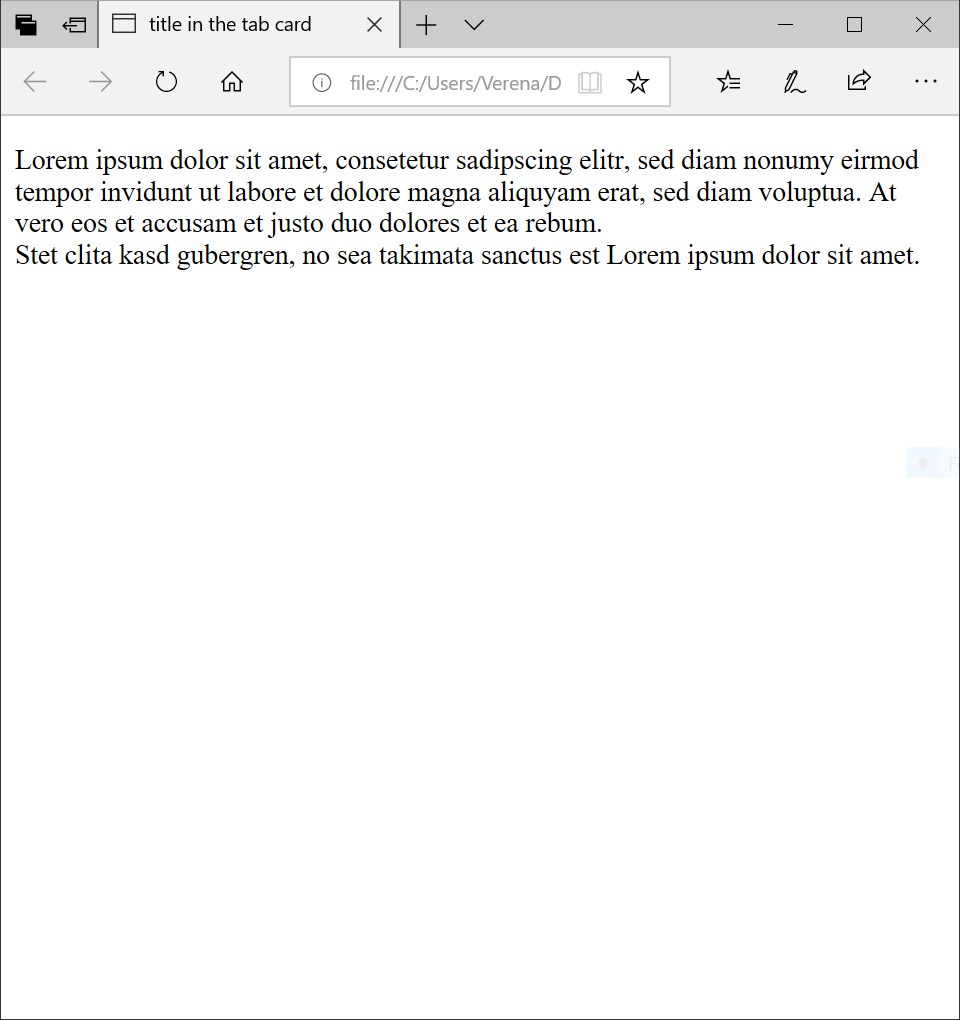 title in the tab card
file:///C:/Users/Verena/D
Lorem ipsum dolor sit amet, consetetur sadipscing elitr, sed diam nonumy eirmod
tempor invidunt ut labore et dolore magna aliquyam erat, sed diam voluptua. At
vero eos et accusam et justo duo dolores et ea rebum.
Stet clita kasd gubergren, no sea takimata sanctus est Lorem ipsum dolor sit amet.